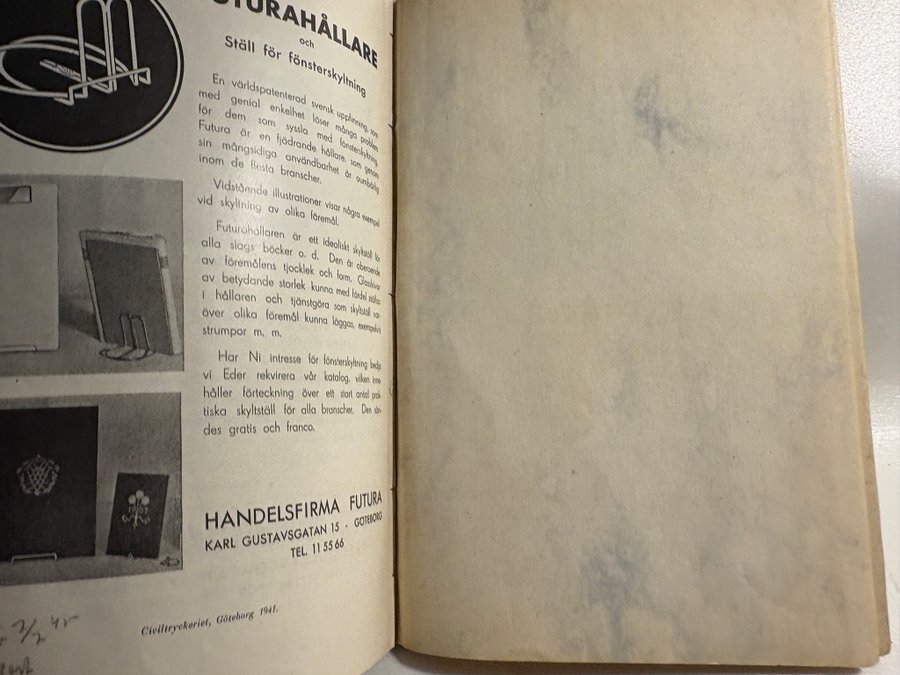 FUTURAHÅLLARE
och
Ställ för fönsterskyltning
En världspatenterad svensk uppfinning, som
med genial enkelhet löser många problem
för dem som syssla med fönsterskyltning.
Futura är en fjädrande hållare, som genom
sin mångsidiga användbarhet är oumbärlig
inom de flesta branscher.
Vidstående illustrationer visar några exempel
vid skyltning av olika föremål.
Futurahållaren är ett idealiskt skyltställ för
alla slags böcker o. d. Den är oberoende
av föremålens tjocklek och form. Glasskivor
av betydande storlek kunna med fördel ställas
i hållaren och tjänstgöra som skyltställ var-
över olika föremål kunna läggas, exempelvis
strumpor m. m.
Har Ni intresse för fönsterskyltning bedja
vi Eder rekvirera vår katalog, vilken inne-
håller förteckning över ett stort antal prak-
tiska skyltställ för alla branscher. Den sän-
des gratis och franco.
HANDELSFIRMA FUTURA
KARL GUSTAVSGATAN 15 - GÖTEBORG
TEL. 11 55 66
Civiltryckeriet, Göteborg 1941.
2/2 45